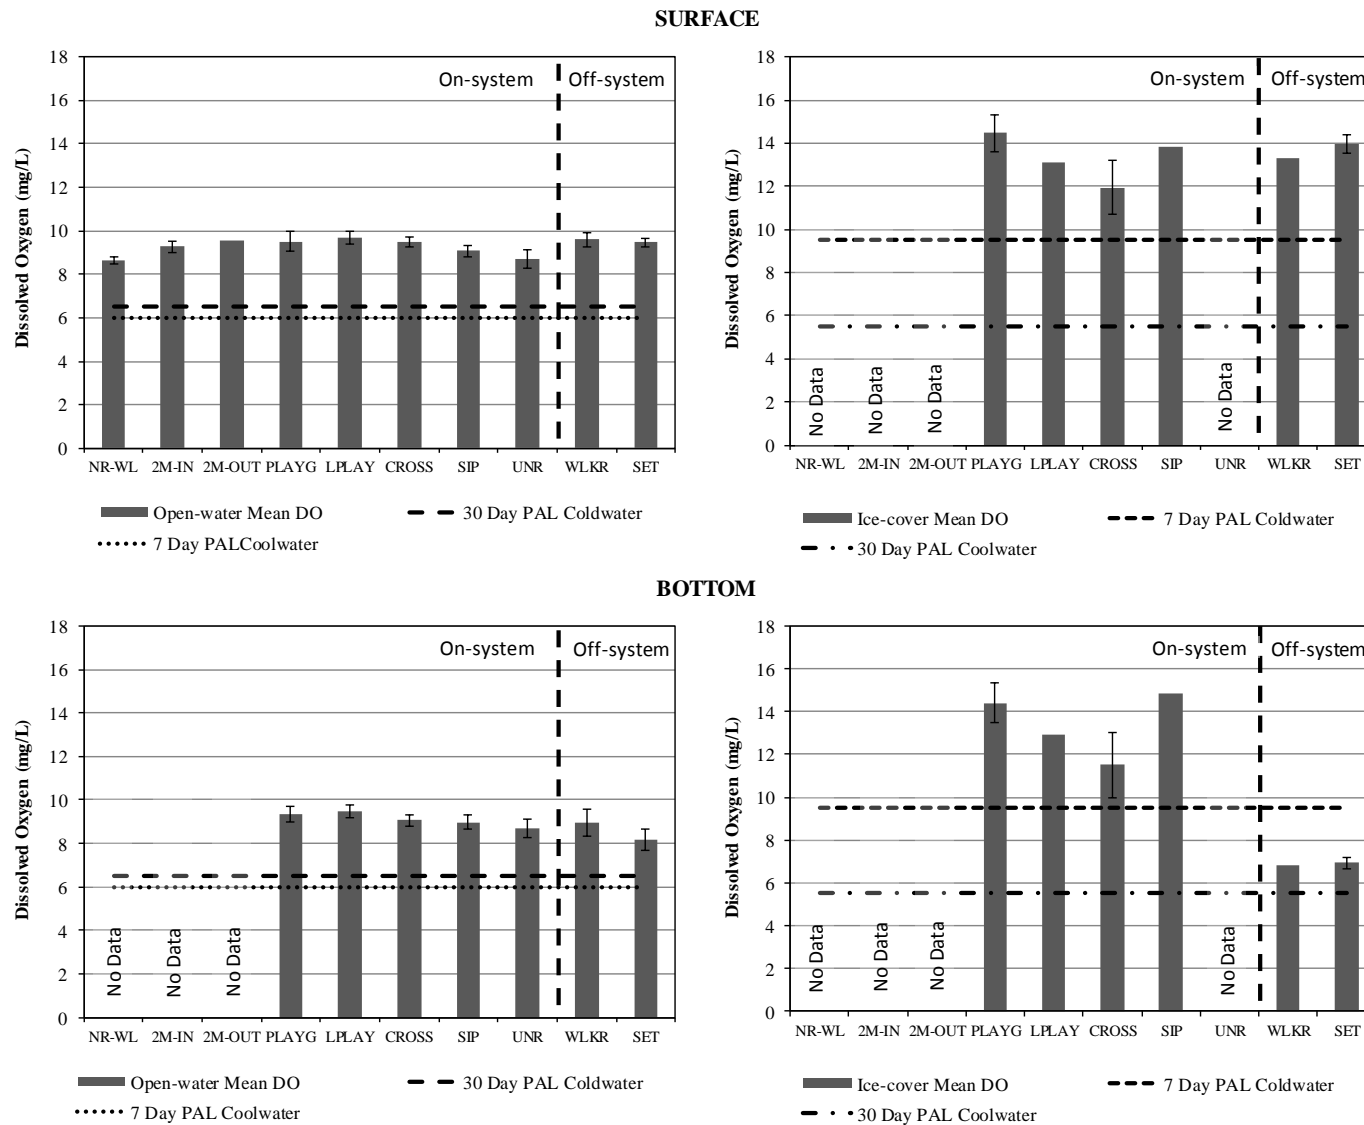 SURFACE
18
16
14
12
10
8
6
4
2
0
Dissolved Oxygen (mg/L)
On-system
Off-system
NR-WL 2M-IN 2M-OUT PLAYG LPLAY CROSS SIP UNR WLKR SET
Open-water Mean DO
30 Day PAL Coldwater
7 Day PALCoolwater
18
16
14
12
10
8
6
4
2
0
Dissolved Oxygen (mg/L)
On-system
Off-system
No Data
No Data
No Data
No Data
NR-WL 2M-IN 2M-OUT PLAYG LPLAY CROSS SIP UNR WLKR SET
Ice-cover Mean DO
7 Day PAL Coldwater
30 Day PAL Coolwater
BOTTOM
18
16
14
12
10
8
6
4
2
0
Dissolved Oxygen (mg/L)
On-system
Off-system
No Data
No Data
No Data
NR-WL 2M-IN 2M-OUT PLAYG LPLAY CROSS SIP UNR WLKR SET
Open-water Mean DO
30 Day PAL Coldwater
7 Day PAL Coolwater
18
16
14
12
10
8
6
4
2
0
Dissolved Oxygen (mg/L)
On-system
Off-system
No Data
No Data
No Data
No Data
NR-WL 2M-IN 2M-OUT PLAYG LPLAY CROSS SIP UNR WLKR SET
Ice-cover Mean DO
7 Day PAL Coldwater
30 Day PAL Coolwater